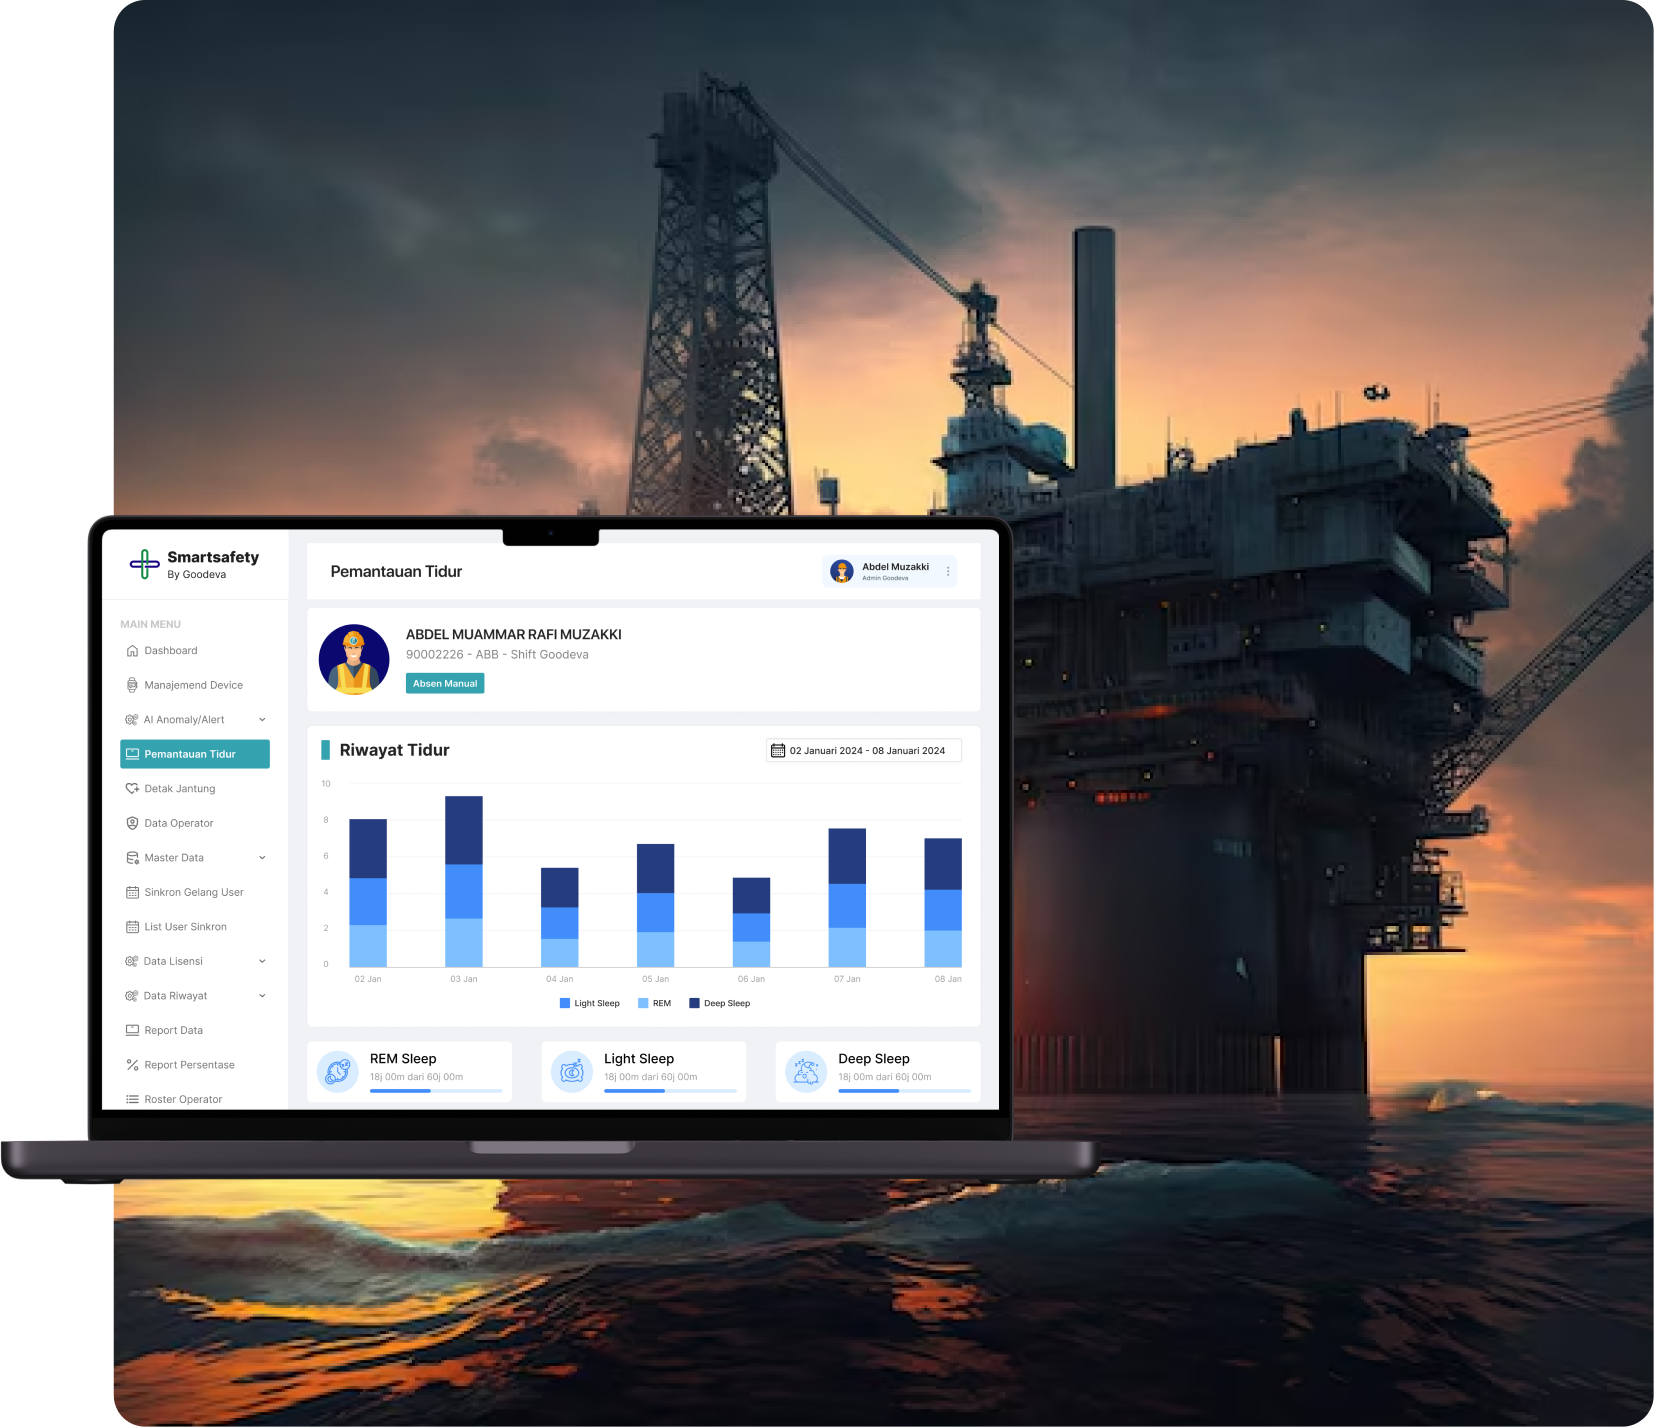 Smartsafety
By Goodeva
MAIN MENU
Dashboard
Manajemend Device
AI Anomaly/Alert
Pemantauan Tidur
Detak Jantung
Data Operator
Master Data
Sinkron Gelang User
List User Sinkron
Data Lisensi
Data Riwayat
Report Data
Report Persentase
Roster Operator
Pemantauan Tidur
Abdel Muzakki
Admin Goodeva
ABDEL MUAMMAR RAFI MUZAKKI
90002226 - ABB - Shift Goodeva
Absen Manual
Riwayat Tidur
02 Januari 2024 - 08 Januari 2024
10
8
6
4
2
0
02 Jan 03 Jan 04 Jan 05 Jan 06 Jan 07 Jan 08 Jan
Light Sleep REM Deep Sleep
REM Sleep
18j 00m dari 60j 00m
Light Sleep
18j 00m dari 60j 00m
Deep Sleep
18j 00m dari 60j 00m